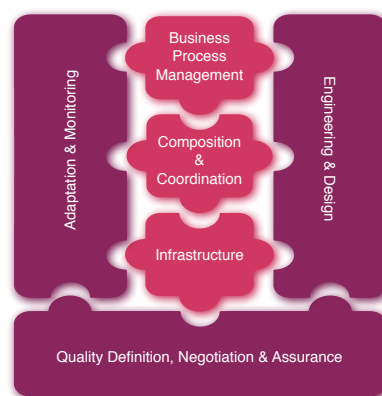 Business
Process
Management
Adaptation & Monitoring
Engineering & Design
Composition
&
Coordination
Infrastructure
Quality Definition, Negotiation & Assurance